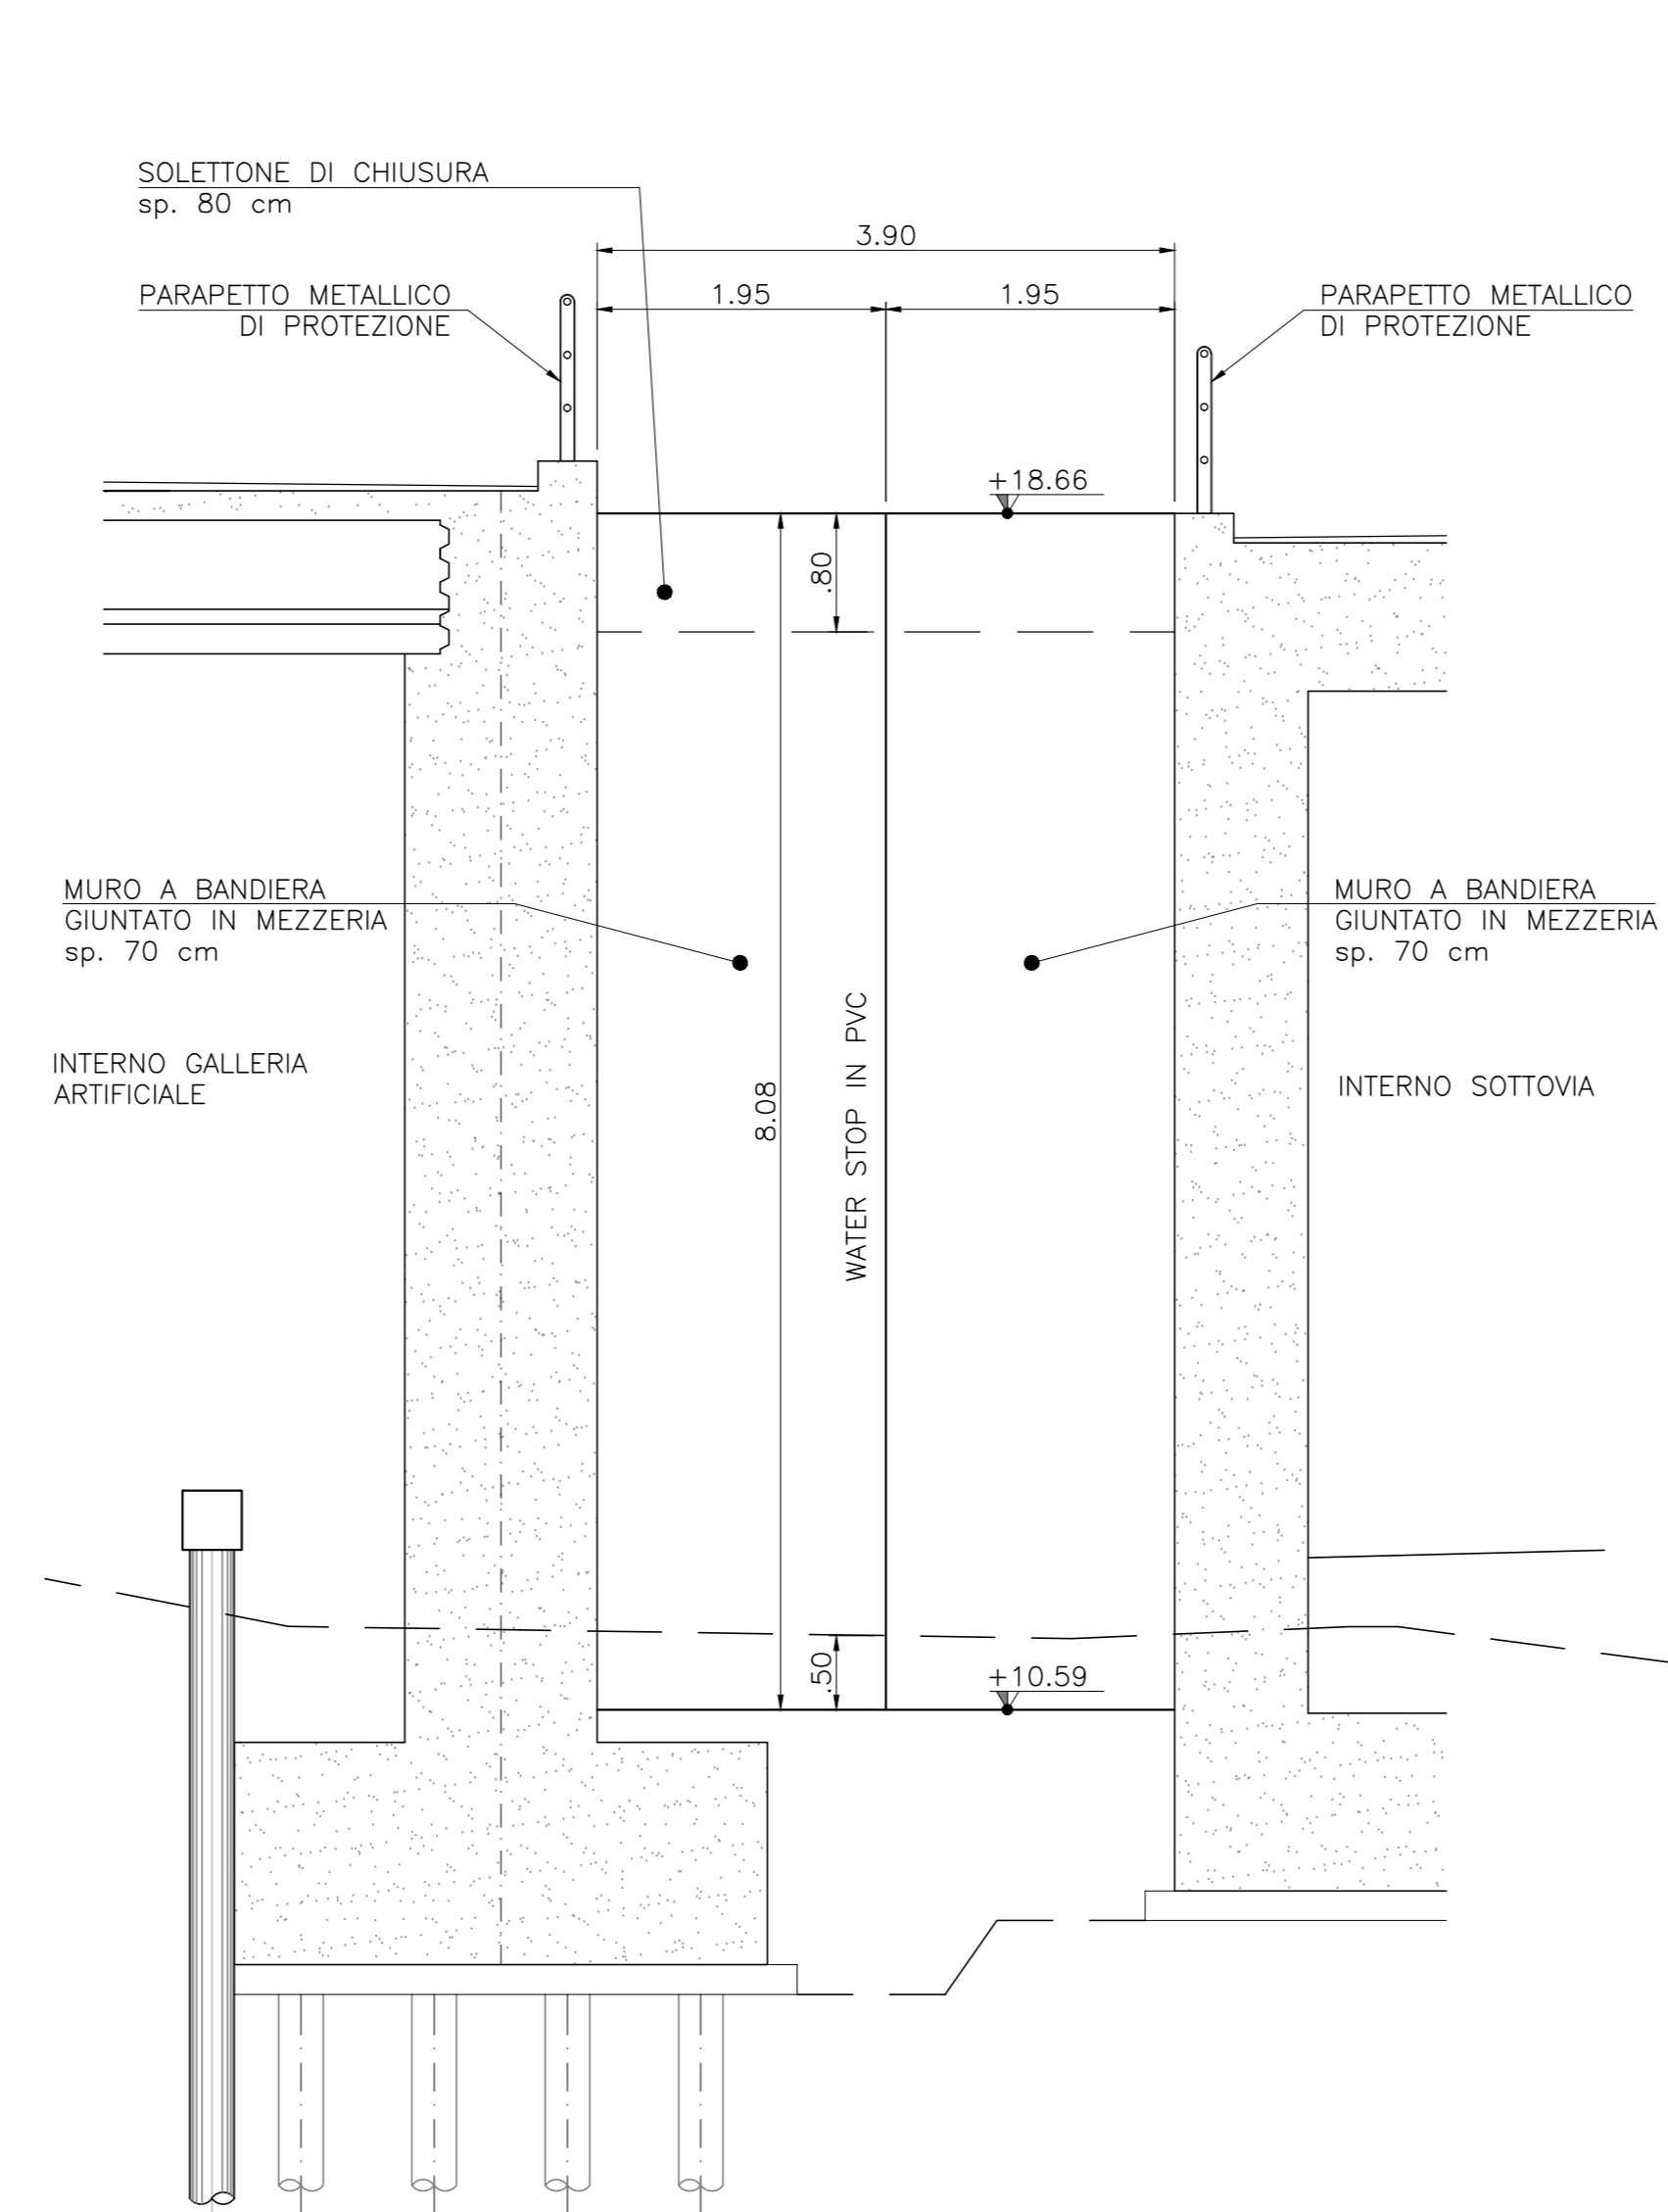 SOLETTONE DI CHIUSURA
sp. 80 cm
3.90
PARAPETTO METALLICO
DI PROTEZIONE
1.95
1.95
PARAPETTO METALLICO
DI PROTEZIONE
+18.66
.80
MURO A BANDIERA
GIUNTATO IN MEZZERIA
sp. 70 cm
MURO A BANDIERA
GIUNTATO IN MEZZERIA
sp. 70 cm
INTERNO GALLERIA
ARTIFICIALE
8.08
WATER STOP IN PVC
INTERNO SOTTOVIA
.50
+10.59